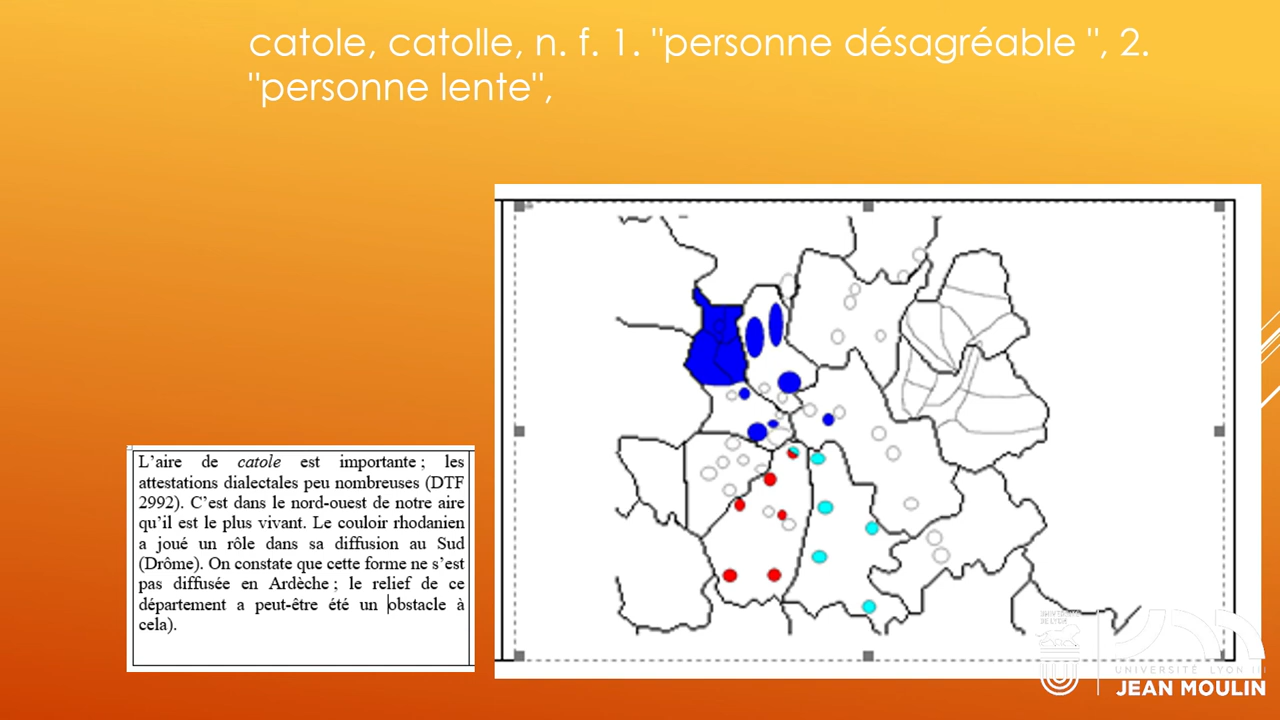 catole, catolle, n. f. 1. "personne désagréable ", 2.
"personne lente",
L'aire de catole est importante ; les
attestations dialectales peu nombreuses (DTF
2992). C'est dans le nord-ouest de notre aire
qu'il est le plus vivant. Le couloir rhodanien
a joué un rôle dans sa diffusion au Sud
(Drôme). On constate que cette forme ne s'est
pas diffusée en Ardèche ; le relief de ce
département a peut-être été un obstacle à
cela).
UNIVERSITÉ
DE LYON
UNIVERSITÉ LYON III
JEAN MOULIN